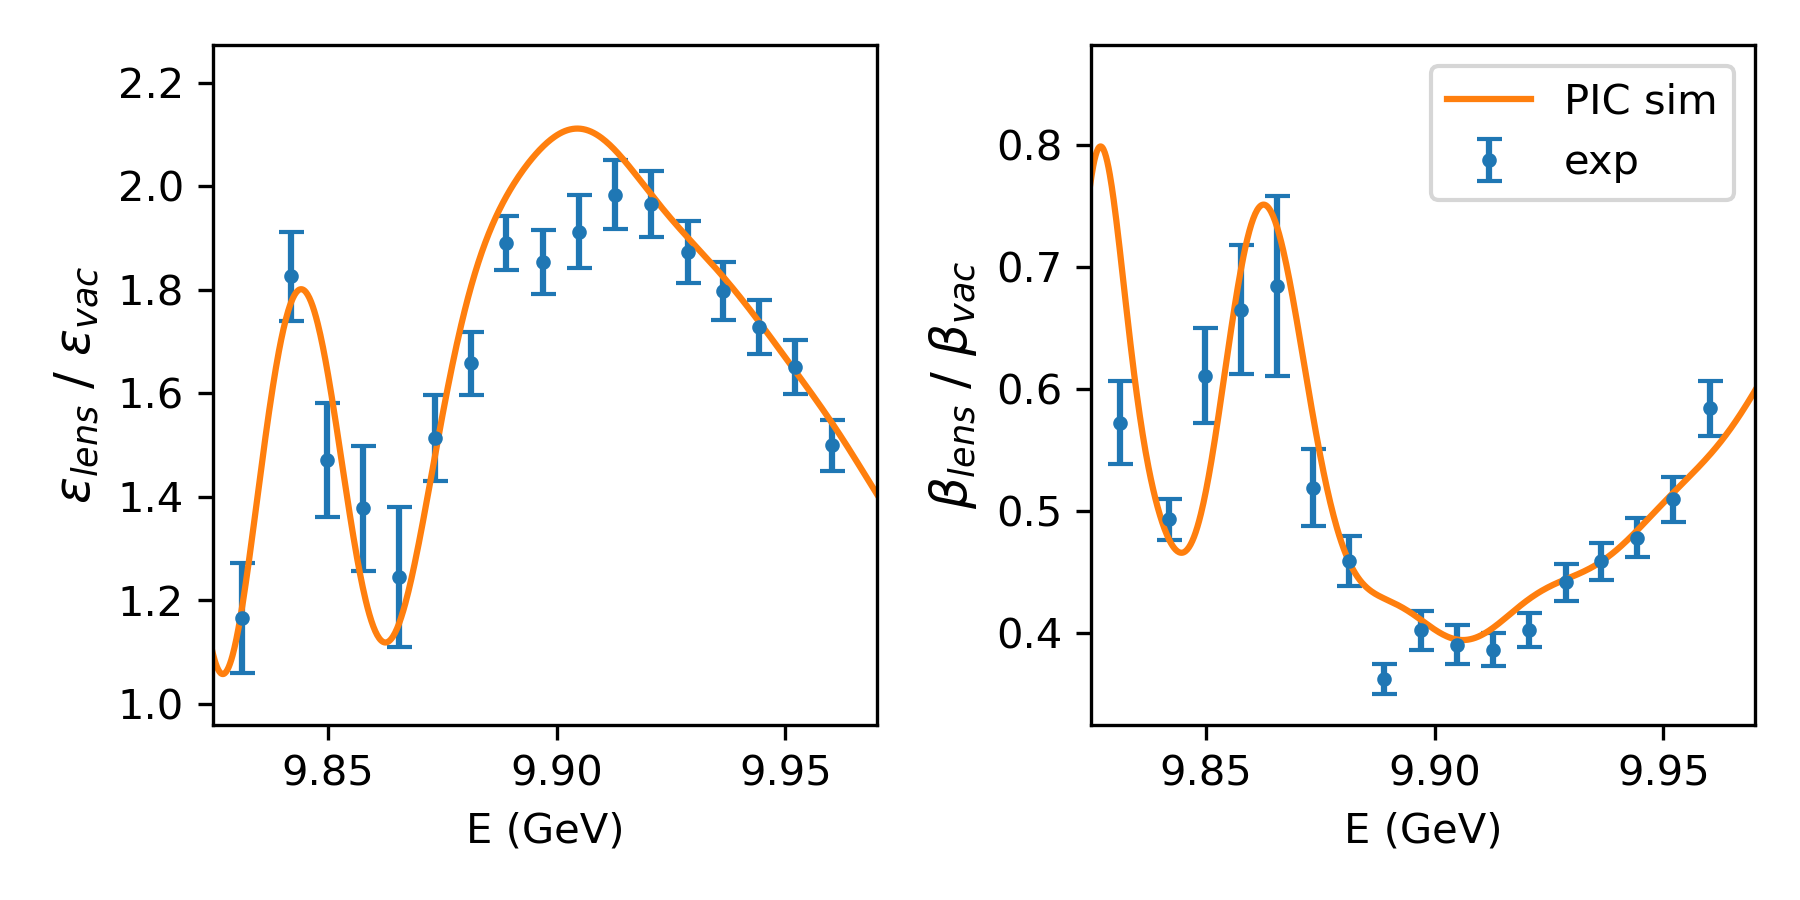 2.2
2.0
1.8
1.6
1.4
1.2
1.0
ε_lens / ε_vac
9.85 9.90 9.95
E (GeV)
0.8
0.7
0.6
0.5
0.4
β_lens / β_vac
PIC sim
exp
9.85 9.90 9.95
E (GeV)